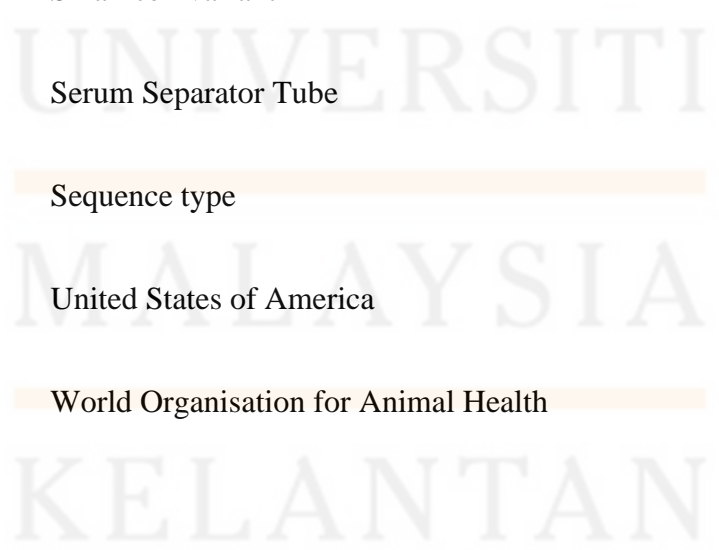 UNIVERSITI
Serum Separator Tube
Sequence type
MALAYSIA
United States of America
World Organisation for Animal Health
KELANTAN